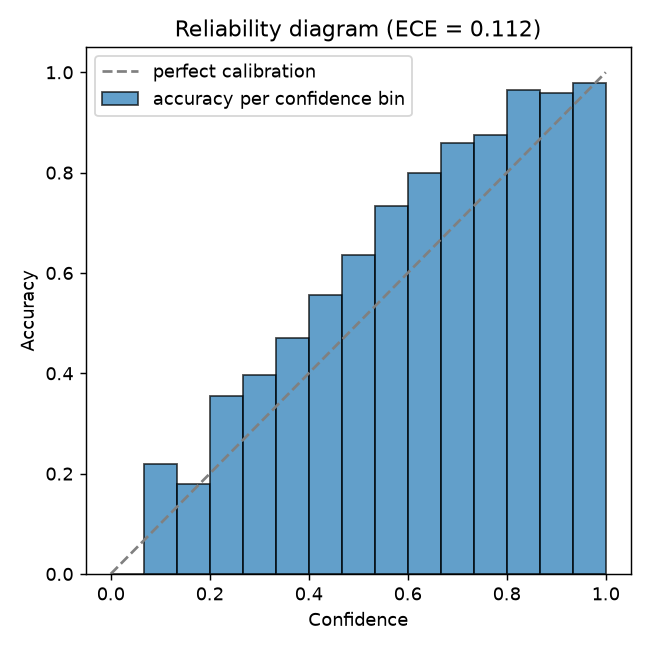 Reliability diagram (ECE = 0.112)
perfect calibration
accuracy per confidence bin
1.0
0.8
0.6
0.4
0.2
0.0
Accuracy
0.0 0.2 0.4 0.6 0.8 1.0
Confidence